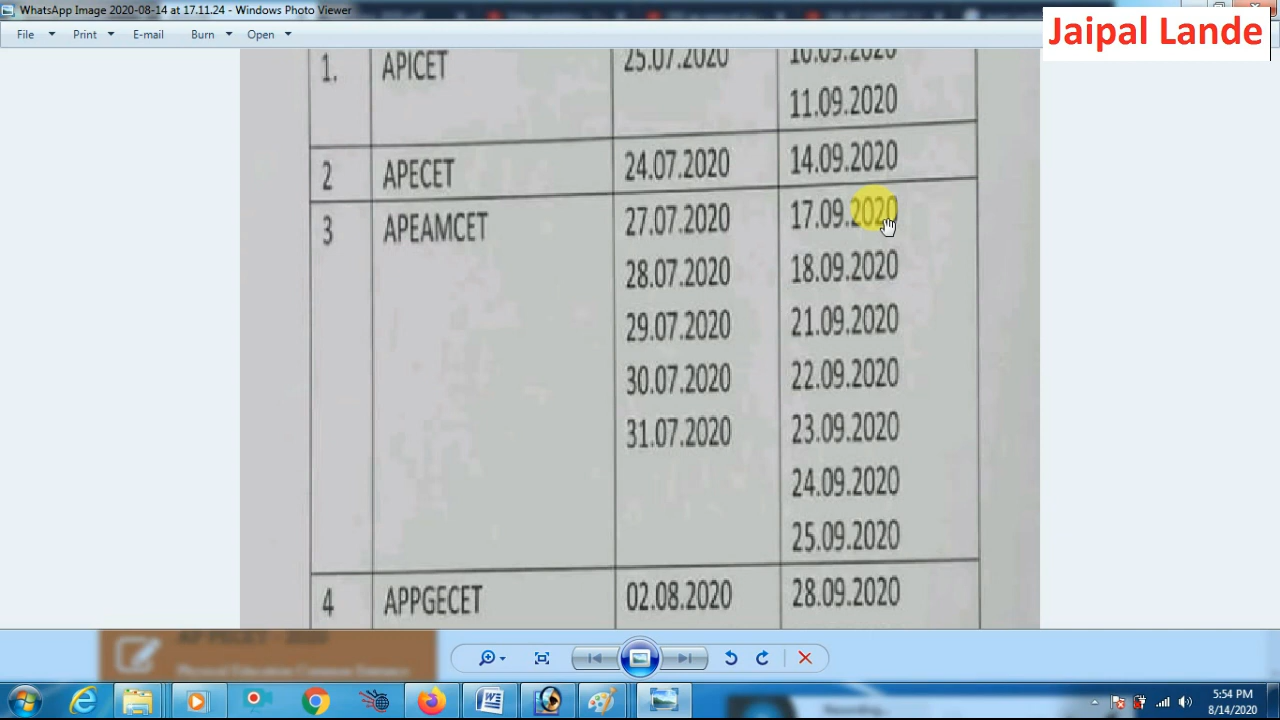 WhatsApp Image 2020-08-14 at 17.11.24 - Windows Photo Viewer
File Print E-mail Burn Open
Jaipal Lande
1. APICET 25.07.2020 10.09.2020
11.09.2020
2 APECET 24.07.2020 14.09.2020
3 APEAMCET 27.07.2020 17.09.2020
28.07.2020 18.09.2020
29.07.2020 21.09.2020
30.07.2020 22.09.2020
31.07.2020 23.09.2020
24.09.2020
25.09.2020
4 APPGECET 02.08.2020 28.09.2020
Recording...
5:54 PM
8/14/2020